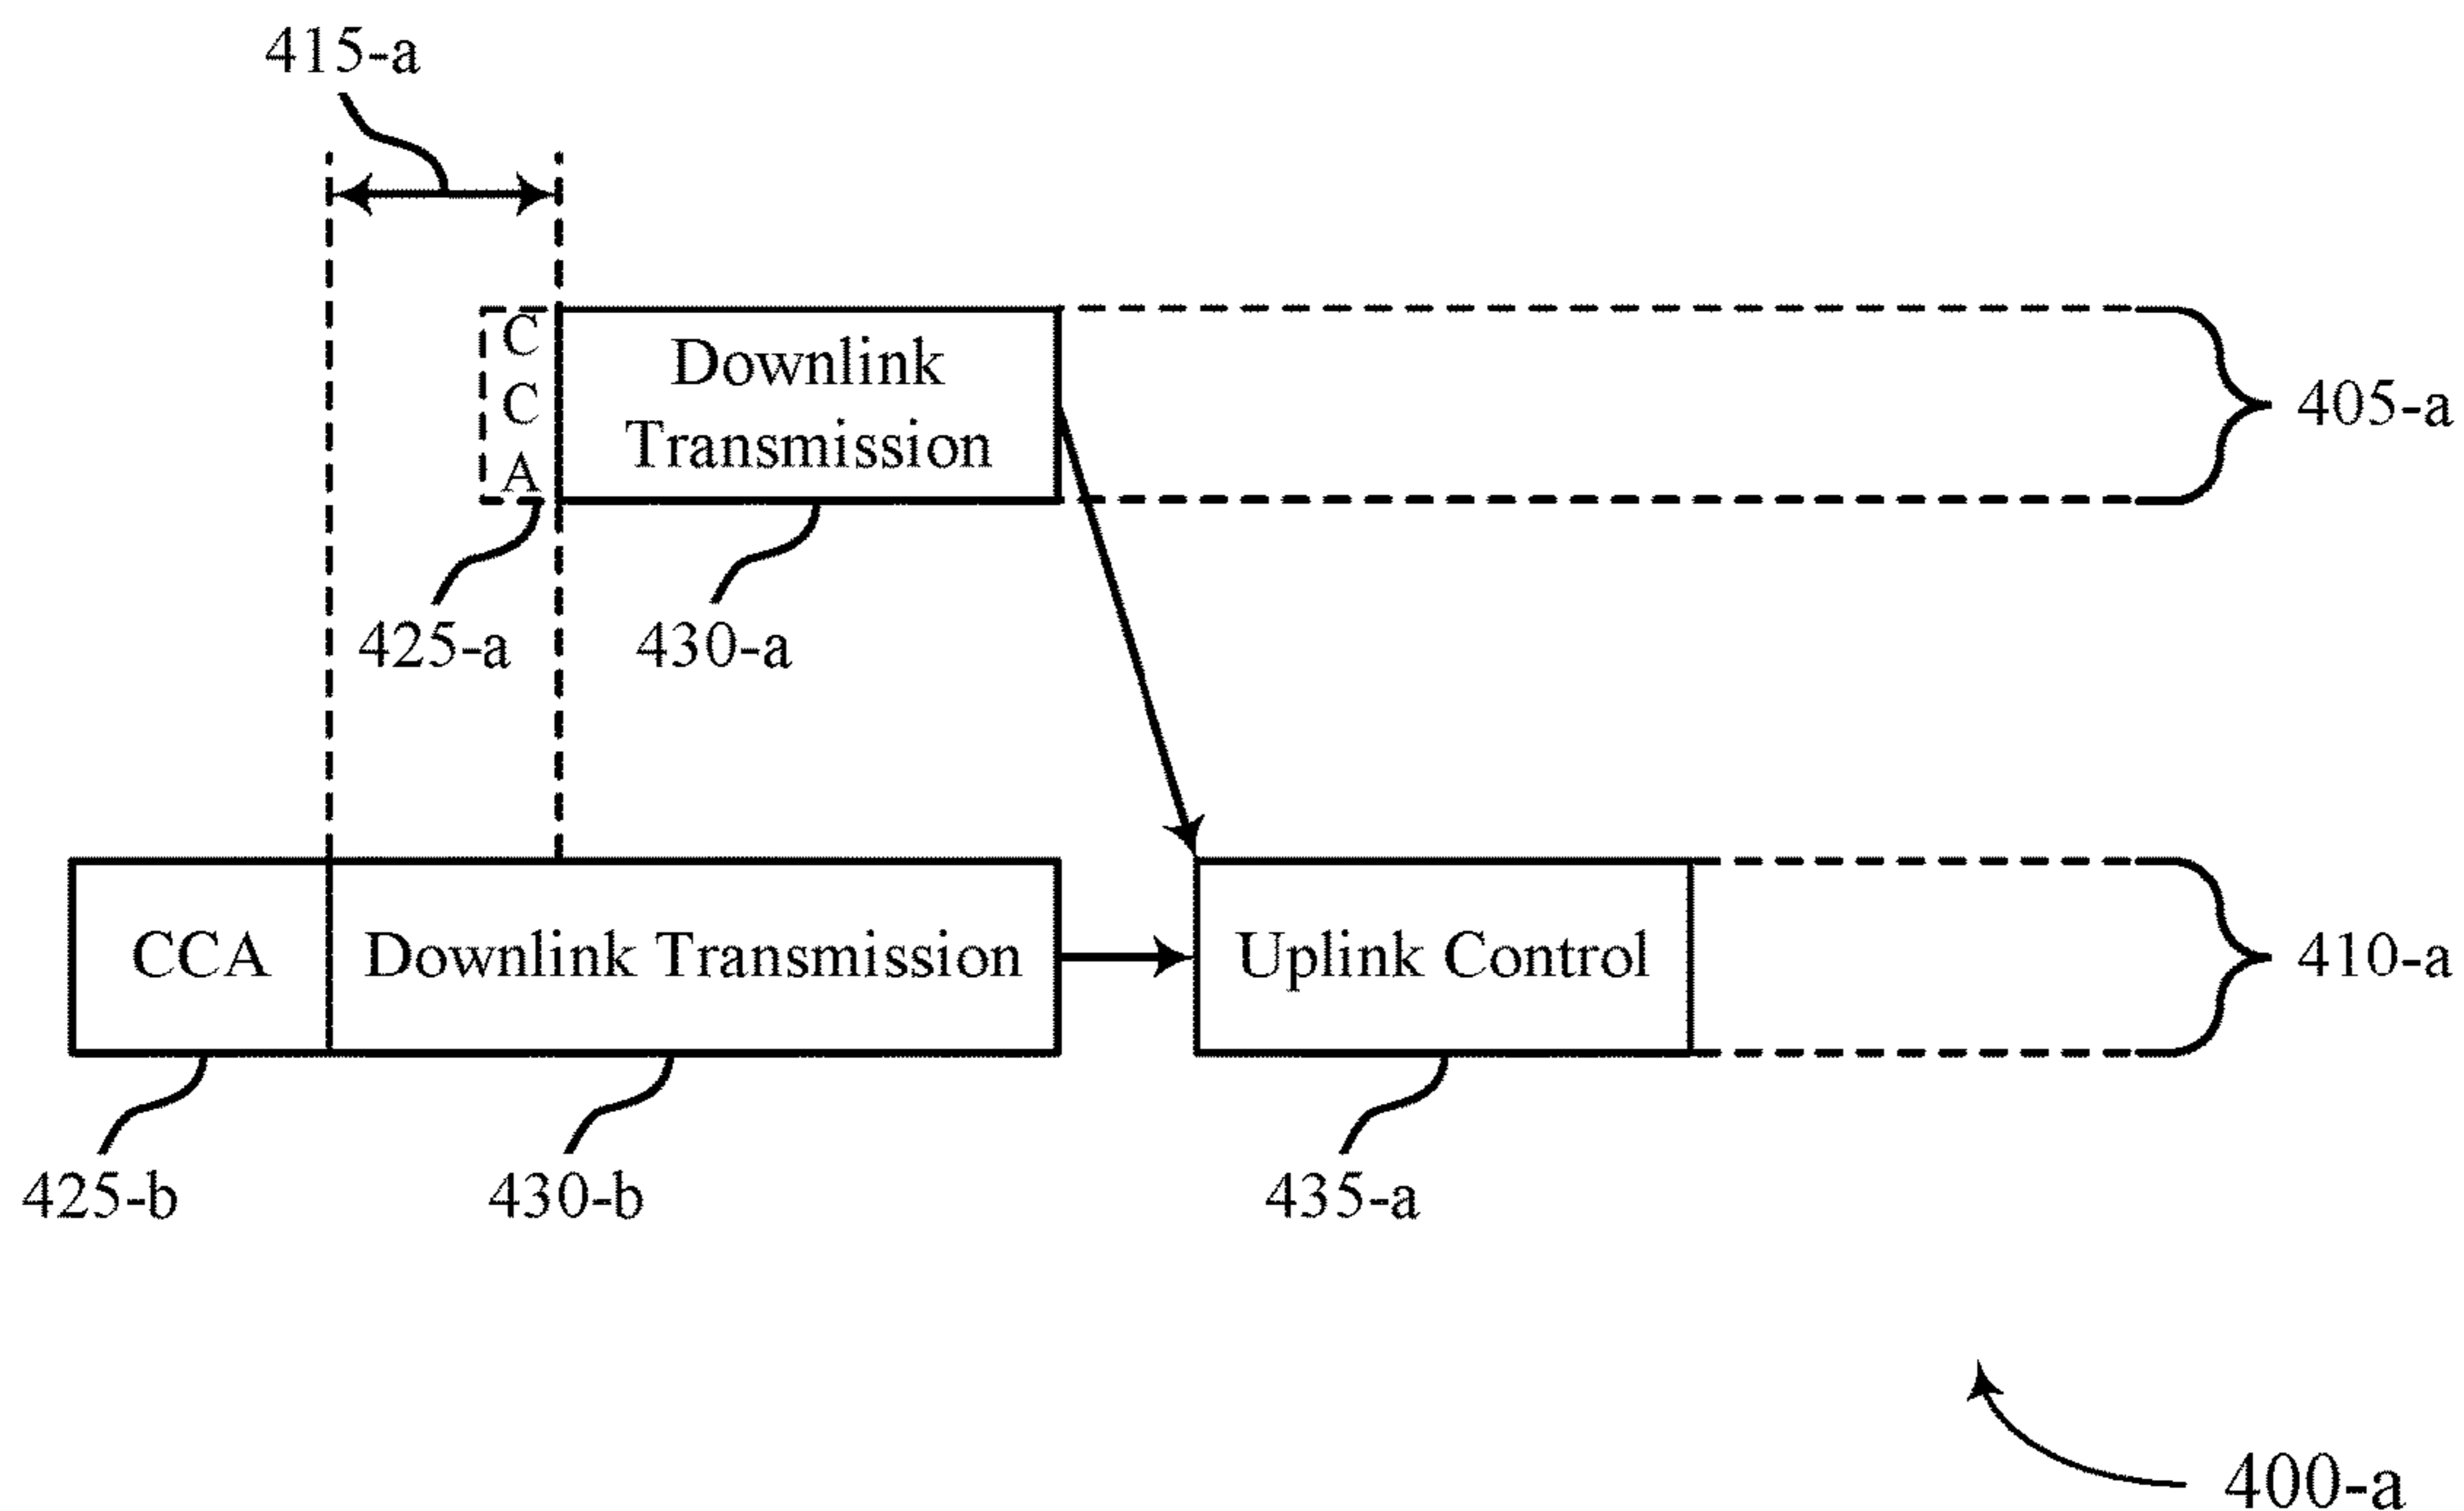 415-a
C
C
A
Downlink
Transmission
405-a
425-a
430-a
CCA
Downlink Transmission
Uplink Control
410-a
425-b
430-b
435-a
400-a